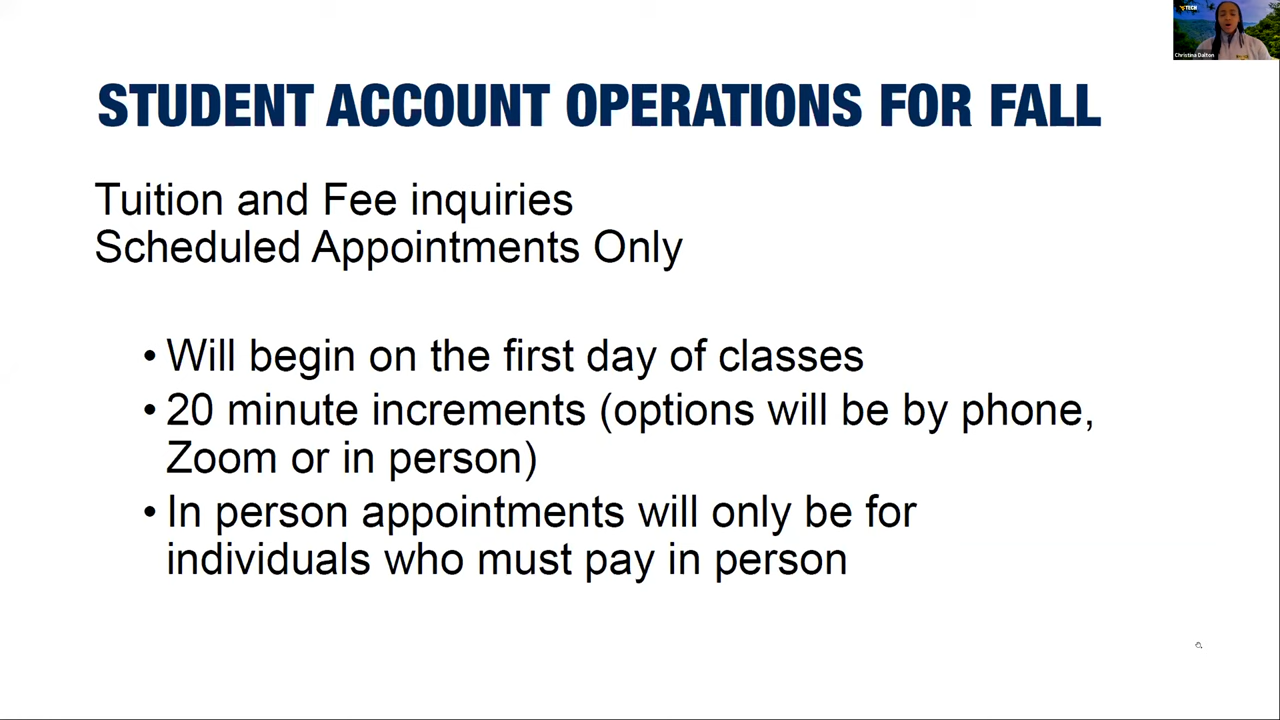 TECH
Christina Dalton
STUDENT ACCOUNT OPERATIONS FOR FALL
Tuition and Fee inquiries
Scheduled Appointments Only
• Will begin on the first day of classes
• 20 minute increments (options will be by phone,
Zoom or in person)
• In person appointments will only be for
individuals who must pay in person